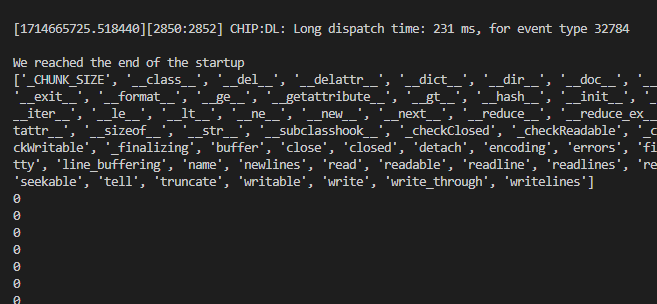 [1714665725.518440][2850:2852] CHIP:DL: Long dispatch time: 231 ms, for event type 32784
We reached the end of the startup
['_CHUNK_SIZE', '__class__', '__del__', '__delattr__', '__dict__', '__dir__', '__doc__', '__
'__exit__', '__format__', '__ge__', '__getattribute__', '__gt__', '__hash__', '__init__', '_
__iter__', '__le__', '__lt__', '__ne__', '__new__', '__next__', '__reduce__', '__reduce_ex__
tattr__', '__sizeof__', '__str__', '__subclasshook__', '_checkClosed', '_checkReadable', '_c
ckWritable', '_finalizing', 'buffer', 'close', 'closed', 'detach', 'encoding', 'errors', 'fi
tty', 'line_buffering', 'name', 'newlines', 'read', 'readable', 'readline', 'readlines', 're
'seekable', 'tell', 'truncate', 'writable', 'write', 'write_through', 'writelines']
0
0
0
0
0
0
0